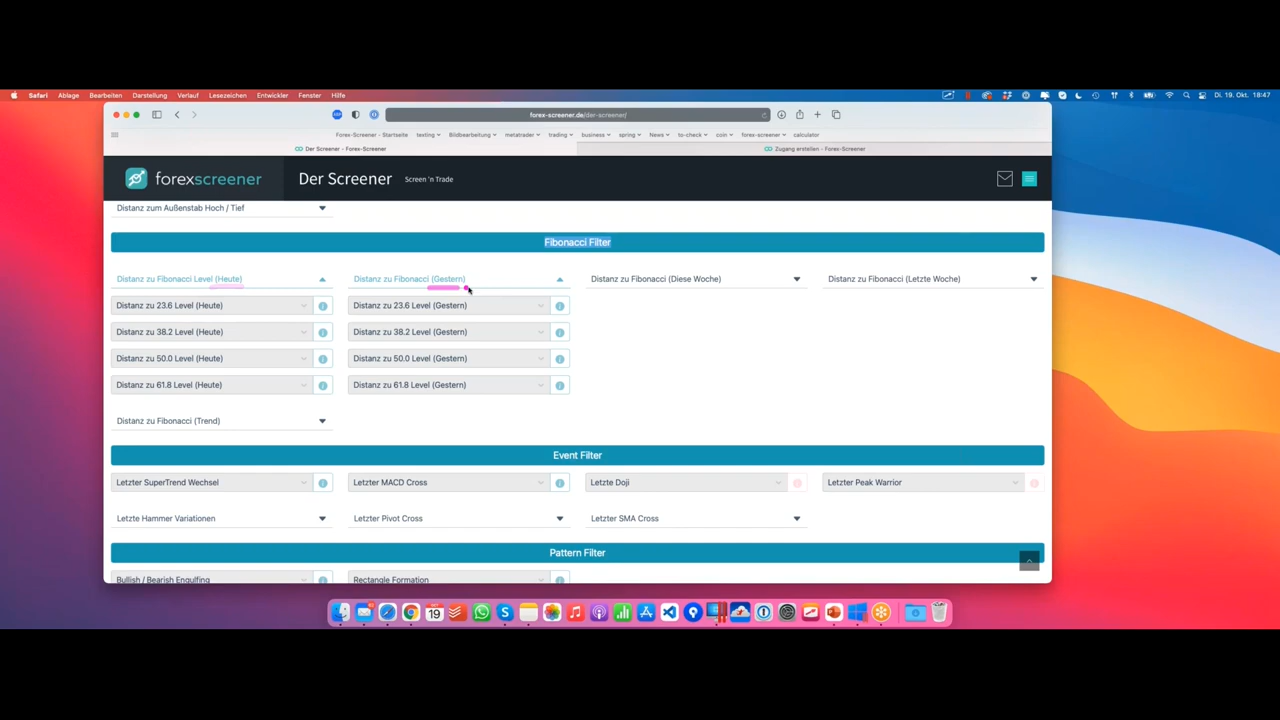 Safari Ablage Bearbeiten Darstellung Verlauf Lesezeichen Entwickler Fenster Hilfe Di. 19. Okt. 18:47
forex-screener.de/der-screener/
Forex-Screener - Startseite texting Bildbearbeitung metatrader trading business spring News to-check coin forex-screener calculator
Der Screener - Forex-Screener Zugang erstellen - Forex-Screener
forexscreener Der Screener Screen 'n Trade
Distanz zum Außenstab Hoch / Tief
Fibonacci Filter
Distanz zu Fibonacci Level (Heute) Distanz zu Fibonacci (Gestern) Distanz zu Fibonacci (Diese Woche) Distanz zu Fibonacci (Letzte Woche)
Distanz zu 23.6 Level (Heute) Distanz zu 23.6 Level (Gestern)
Distanz zu 38.2 Level (Heute) Distanz zu 38.2 Level (Gestern)
Distanz zu 50.0 Level (Heute) Distanz zu 50.0 Level (Gestern)
Distanz zu 61.8 Level (Heute) Distanz zu 61.8 Level (Gestern)
Distanz zu Fibonacci (Trend)
Event Filter
Letzter SuperTrend Wechsel Letzter MACD Cross Letzte Doji Letzter Peak Warrior
Letzte Hammer Variationen Letzter Pivot Cross Letzter SMA Cross
Pattern Filter
Bullish / Bearish Engulfing Rectangle Formation
19